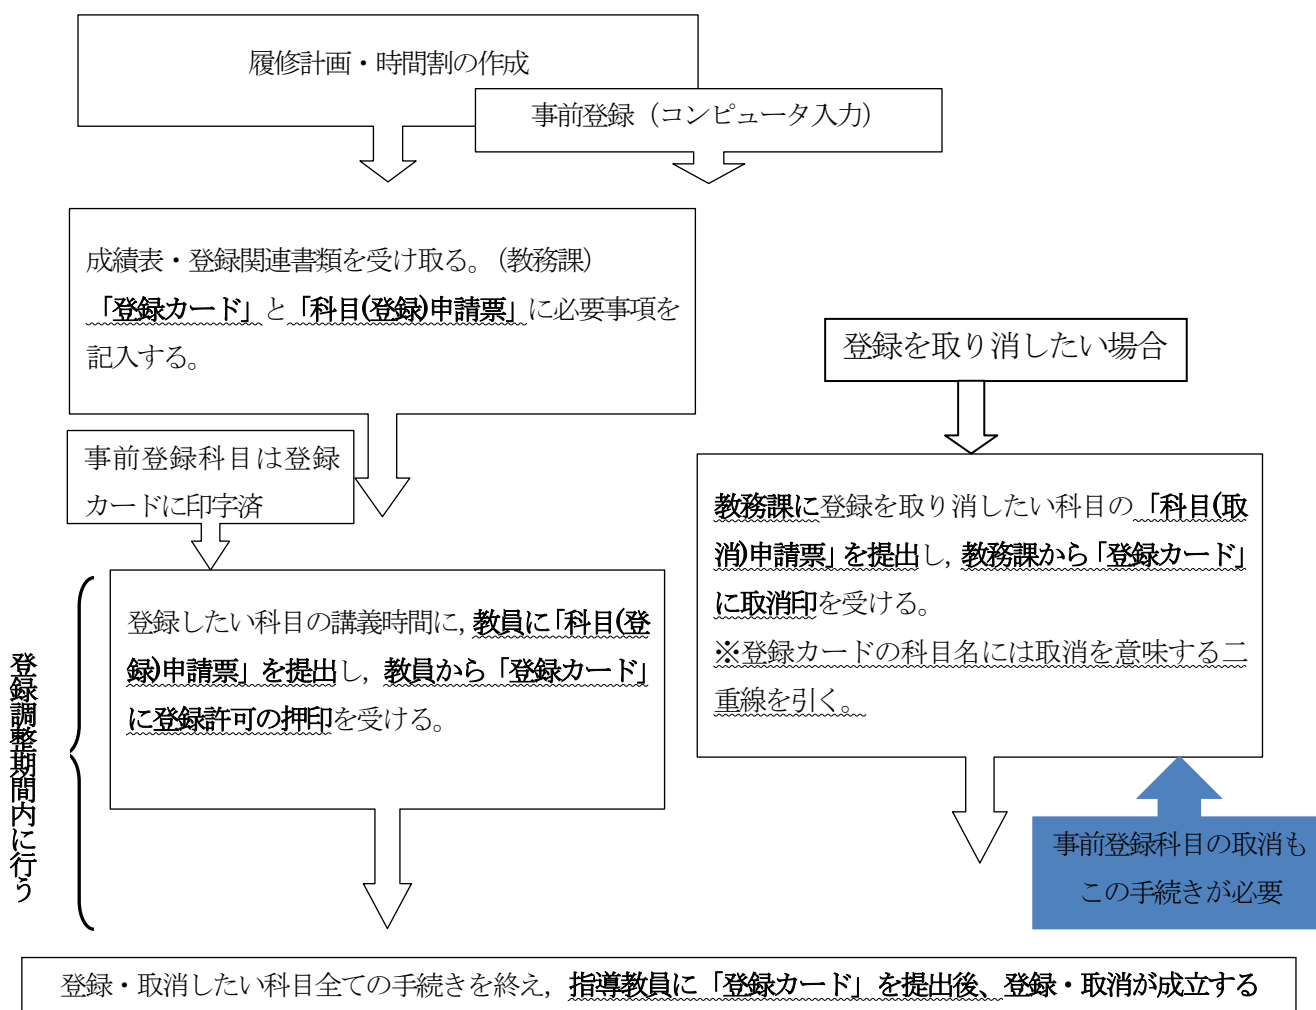 履修計画・時間割の作成
事前登録（コンピュータ入力）
成績表・登録関連書類を受け取る。（教務課）
「登録カード」と「科目(登録)申請票」に必要事項を
記入する。
登録を取り消したい場合
事前登録科目は登録
カードに印字済
教務課に登録を取り消したい科目の「科目(取
消)申請票」を提出し, 教務課から「登録カード」
に取消印を受ける。
※登録カードの科目名には取消を意味する二
重線を引く。
登録したい科目の講義時間に, 教員に「科目(登
録)申請票」を提出し, 教員から「登録カード」
に登録許可の押印を受ける。
登録調整期間内に行う
事前登録科目の取消も
この手続きが必要
登録・取消したい科目全ての手続きを終え, 指導教員に「登録カード」を提出後、登録・取消が成立する